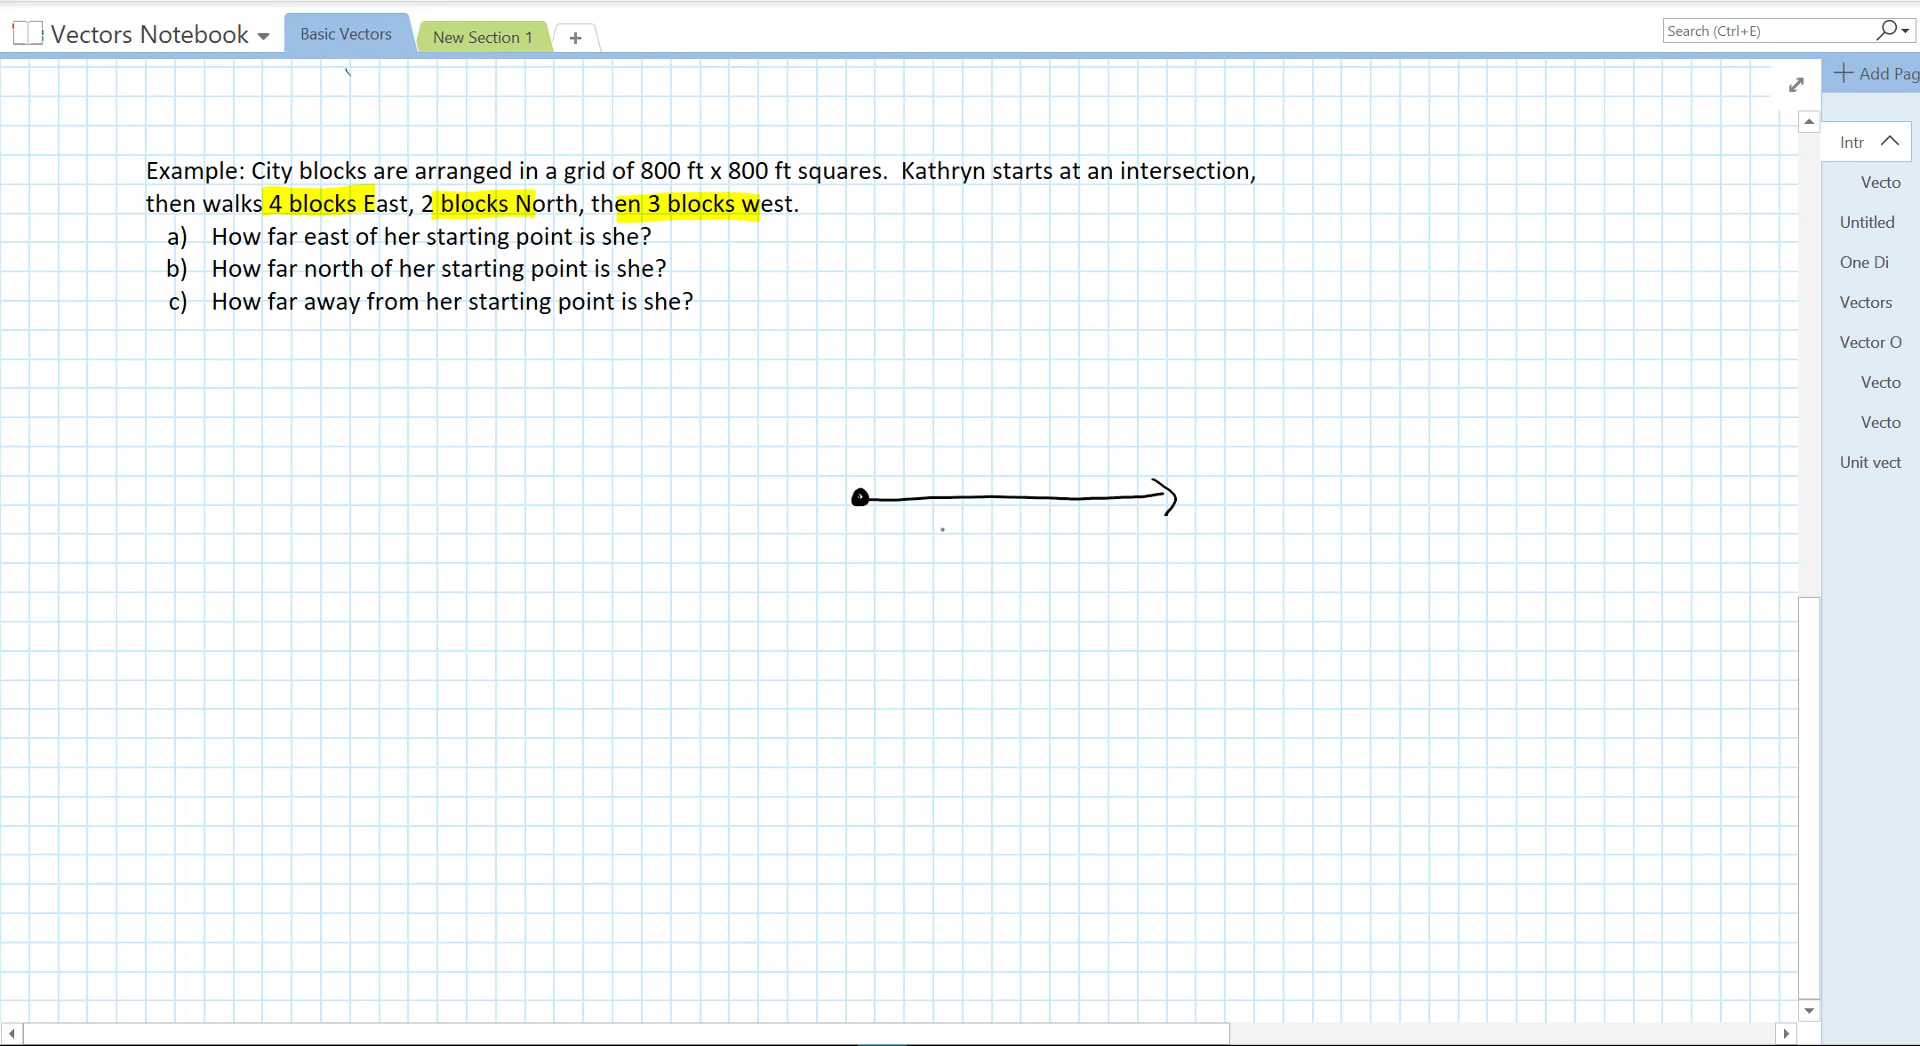 Vectors Notebook
Basic Vectors
New Section 1
Search (Ctrl+E)
Add Pag
Example: City blocks are arranged in a grid of 800 ft x 800 ft squares. Kathryn starts at an intersection,
then walks 4 blocks East, 2 blocks North, then 3 blocks west.
a) How far east of her starting point is she?
b) How far north of her starting point is she?
c) How far away from her starting point is she?
Intr
Vecto
Untitled
One Di
Vectors
Vector O
Vecto
Vecto
Unit vect